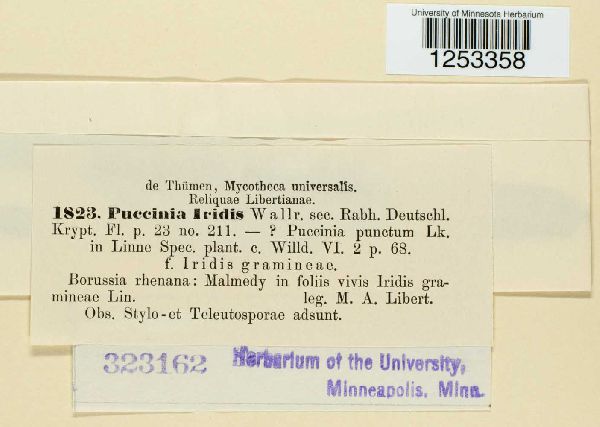 University of Minnesota Herbarium
1253358
de Thümen, Mycotheca universalis.
Reliquae Libertianae.
1823. Puccinia Iridis Wallr. sec. Rabh. Deutschl.
Krypt. Fl. p. 23 no. 211. — ? Puccinia punctum Lk.
in Linne Spec. plant. c. Willd. VI. 2 p. 68.
f. Iridis gramineae.
Borussia rhenana: Malmedy in foliis vivis Iridis gra-
mineae Lin. leg. M. A. Libert.
Obs. Stylo- et Teleutosporae adsunt.
323162 Herbarium of the University,
Minneapolis, Minn.